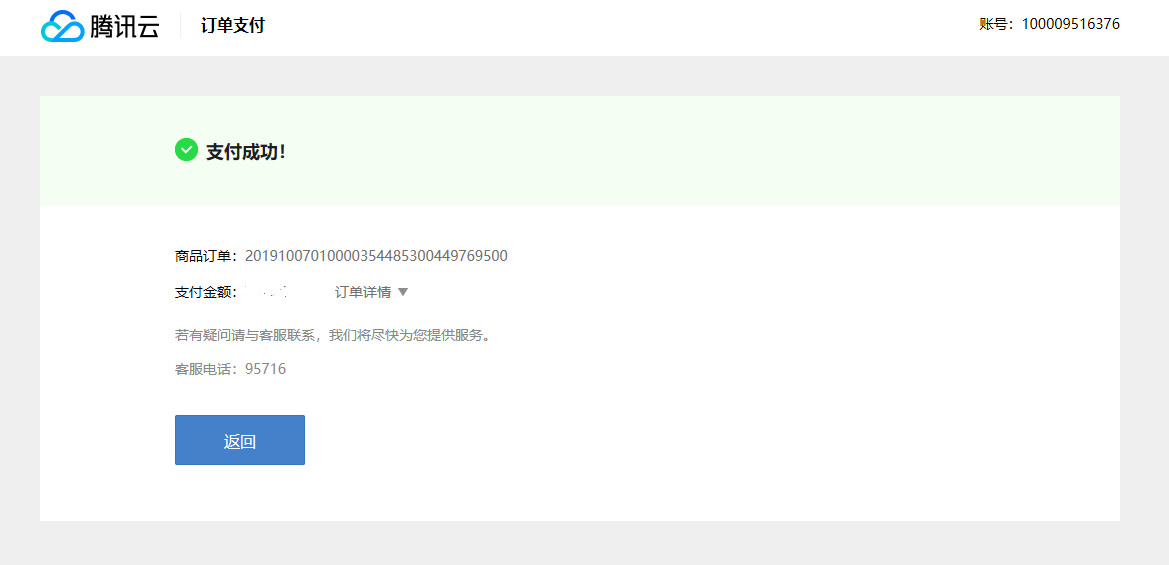 腾讯云 订单支付 账号：100009516376
支付成功！
商品订单：20191007010000354485300449769500
支付金额： 订单详情 ▼
若有疑问请与客服联系，我们将尽快为您提供服务。
客服电话：95716
返回